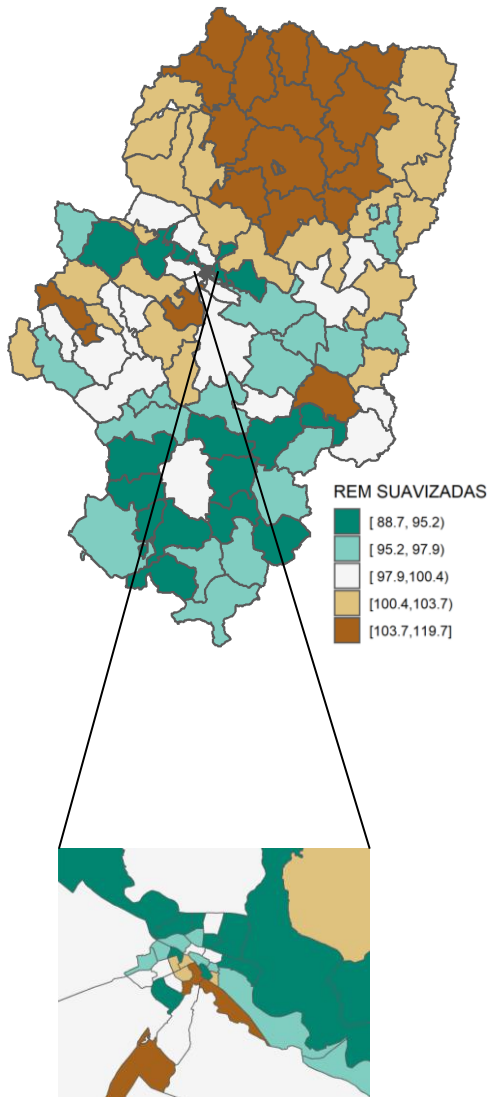 REM SUAVIZADAS
[ 88.7, 95.2)
[ 95.2, 97.9)
[ 97.9,100.4)
[100.4,103.7)
[103.7,119.7]